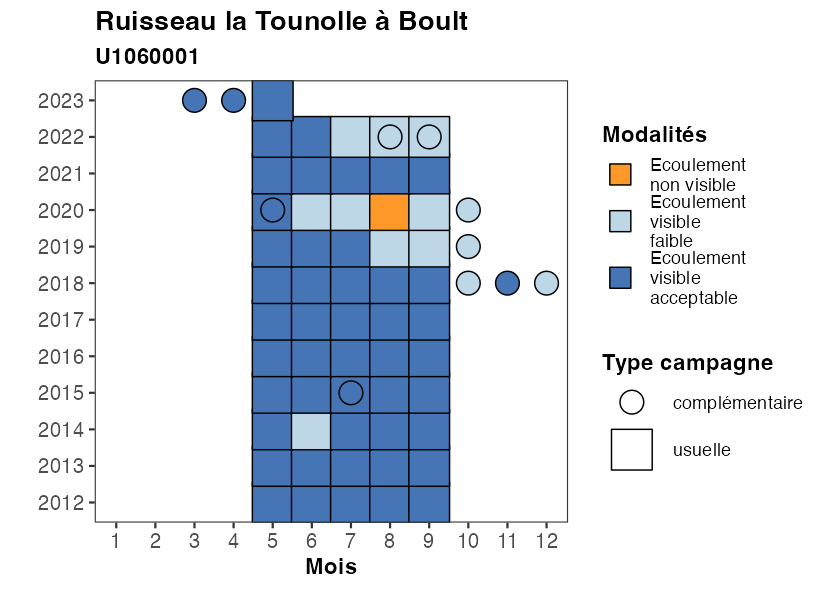 Ruisseau la Tounolle à Boult
U1060001
2023
2022
2021
2020
2019
2018
2017
2016
2015
2014
2013
2012
1 2 3 4 5 6 7 8 9 10 11 12
Mois
Modalités
Ecoulement
non visible
Ecoulement
visible
faible
Ecoulement
visible
acceptable
Type campagne
complémentaire
usuelle